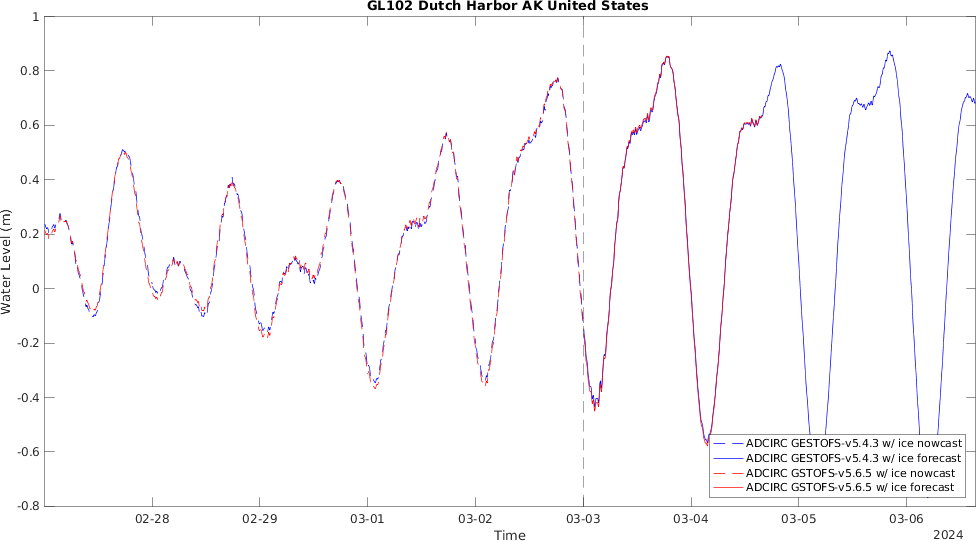 GL102 Dutch Harbor AK United States
1
0.8
0.6
0.4
0.2
0
-0.2
-0.4
-0.6
-0.8
Water Level (m)
ADCIRC GESTOFS-v5.4.3 w/ ice nowcast
ADCIRC GESTOFS-v5.4.3 w/ ice forecast
ADCIRC GSTOFS-v5.6.5 w/ ice nowcast
ADCIRC GSTOFS-v5.6.5 w/ ice forecast
02-28 02-29 03-01 03-02 03-03 03-04 03-05 03-06
Time
2024